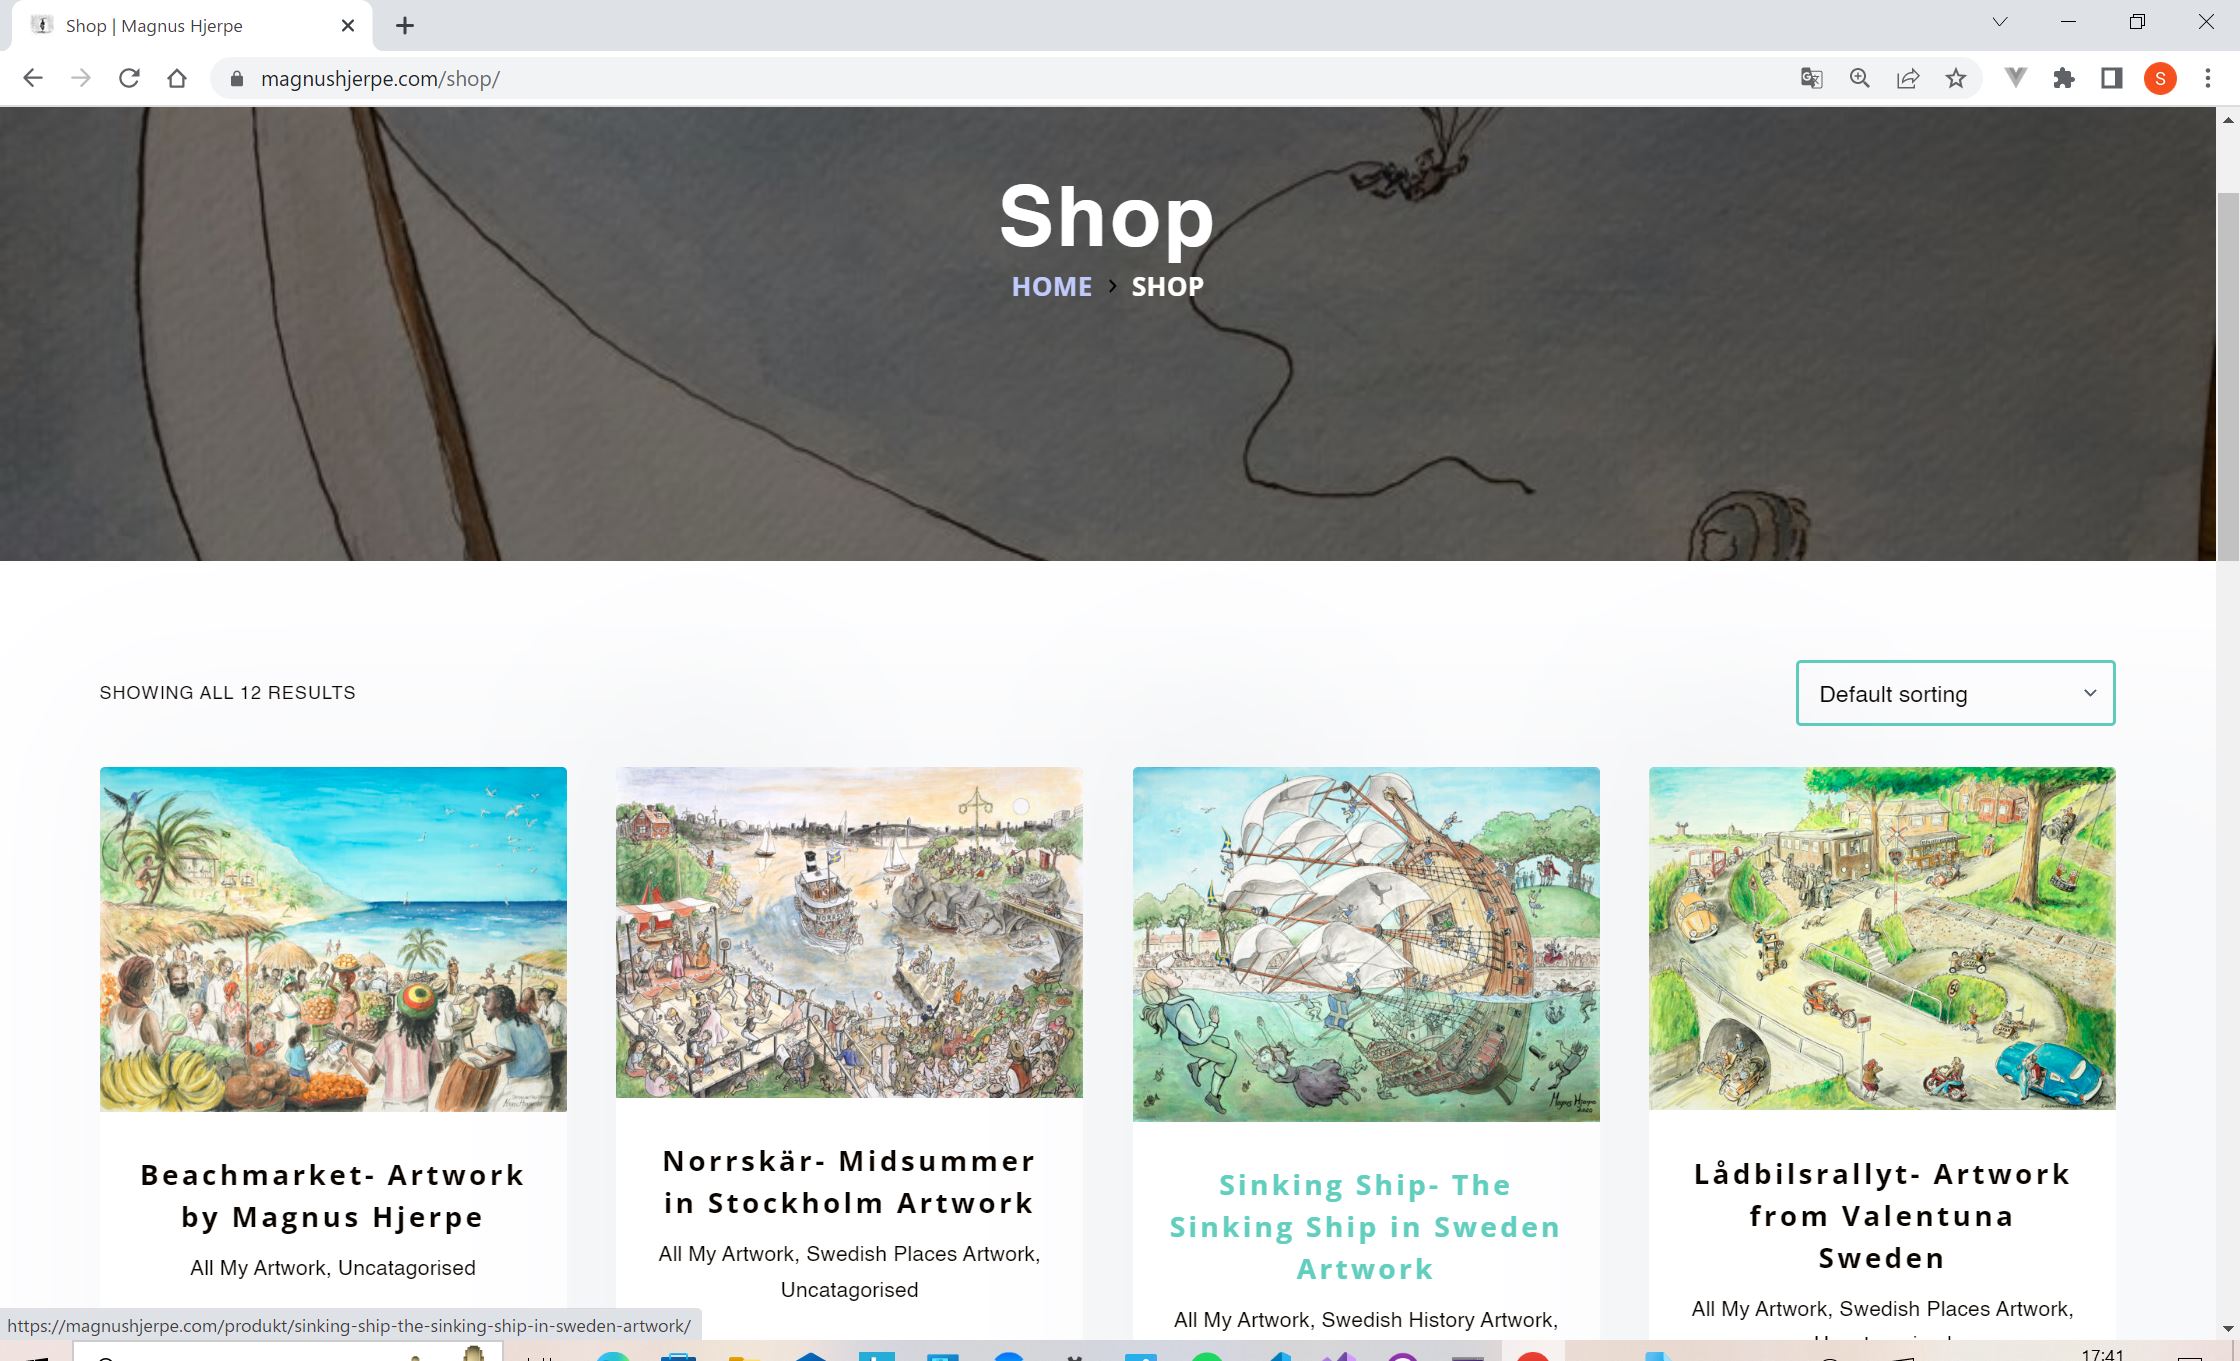 Shop | Magnus Hjerpe
magnushjerpe.com/shop/
S
Shop
HOME > SHOP
SHOWING ALL 12 RESULTS
Default sorting
Beachmarket- Artwork
by Magnus Hjerpe
All My Artwork, Uncatagorised
Norrskär- Midsummer
in Stockholm Artwork
All My Artwork, Swedish Places Artwork,
Uncatagorised
Magnus Hjerpe
2020
Sinking Ship- The
Sinking Ship in Sweden
Artwork
All My Artwork, Swedish History Artwork,
Lådbilsrallyt- Artwork
from Valentuna
Sweden
All My Artwork, Swedish Places Artwork,
https://magnushjerpe.com/produkt/sinking-ship-the-sinking-ship-in-sweden-artwork/
17:41